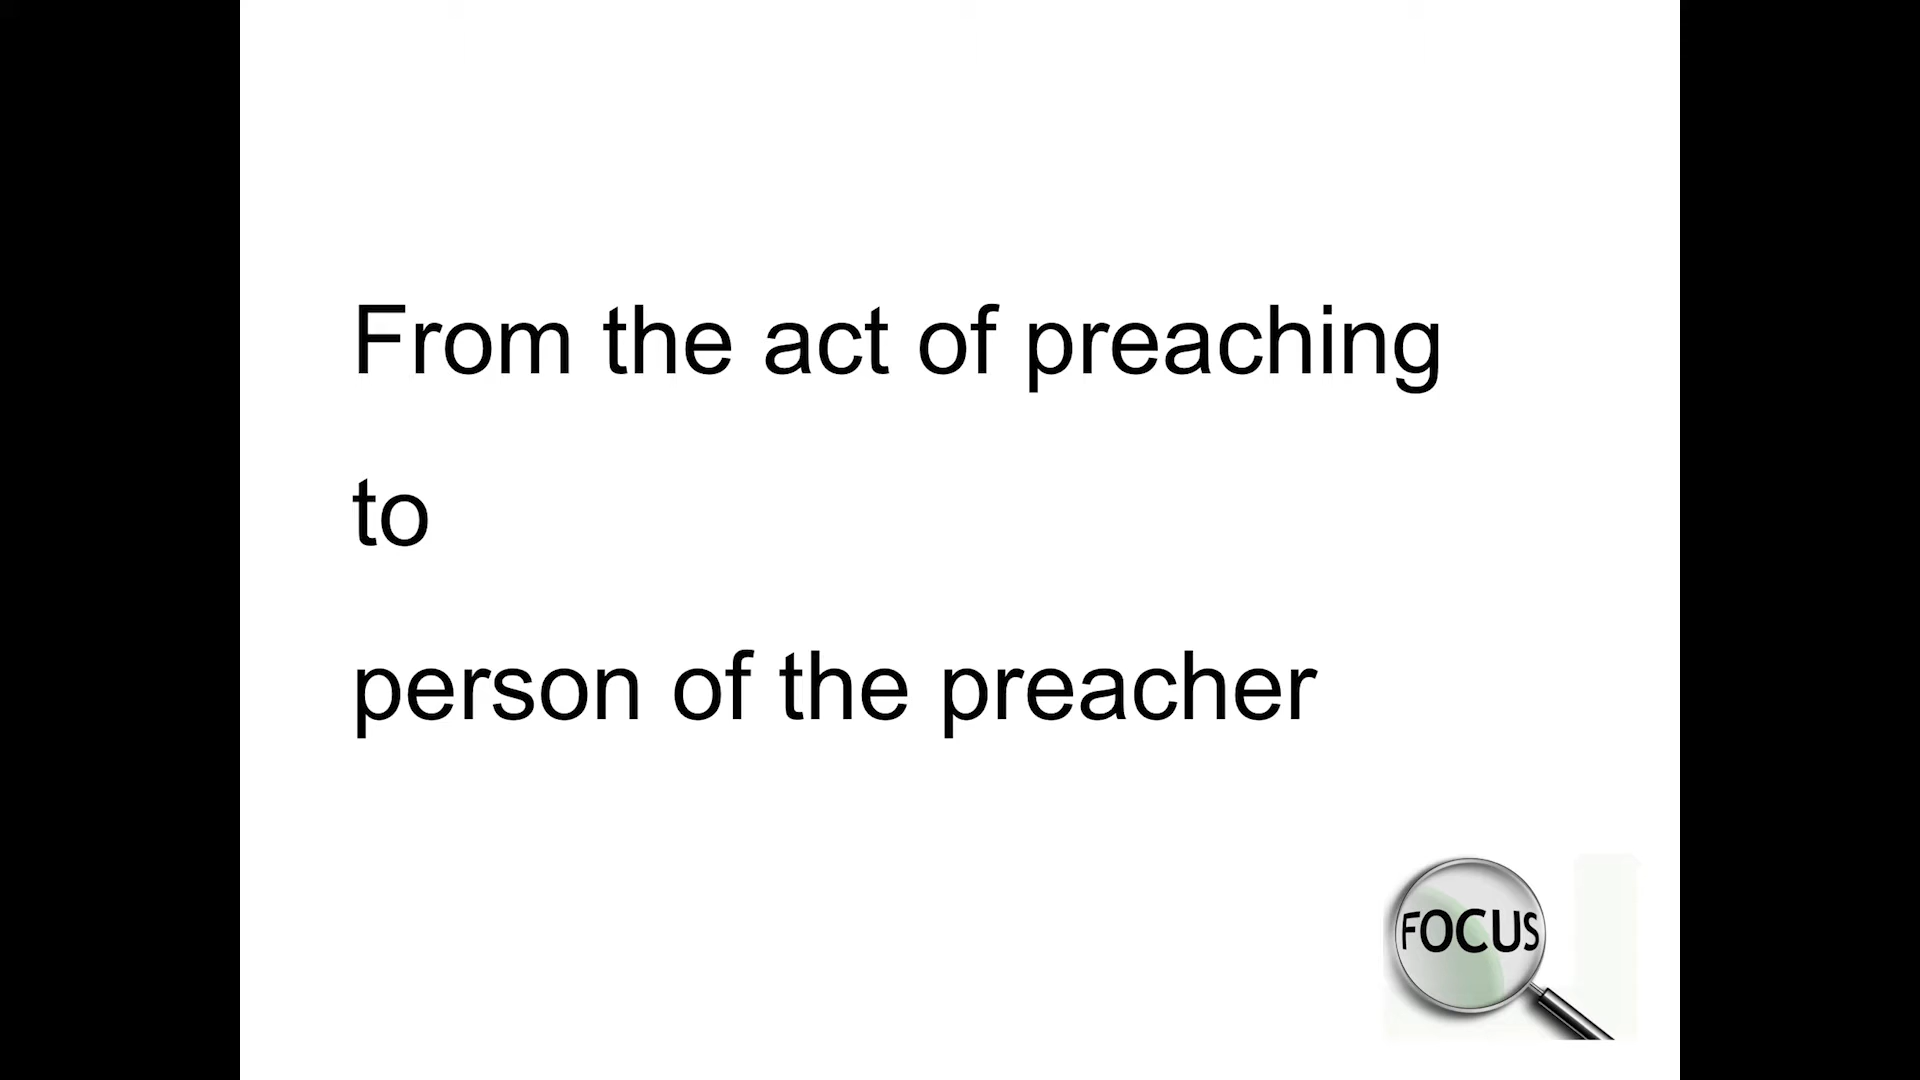 From the act of preaching
to
person of the preacher
FOCUS